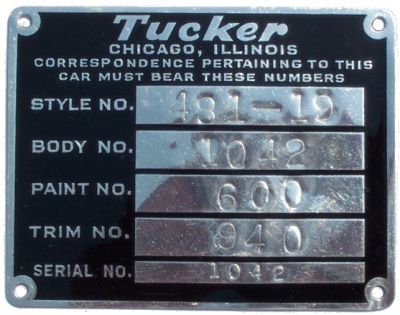 Tucker
CHICAGO, ILLINOIS
CORRESPONDENCE PERTAINING TO THIS
CAR MUST BEAR THESE NUMBERS
STYLE NO. 481-19
BODY NO. 1042
PAINT NO. 600
TRIM NO. 940
SERIAL NO. 1042